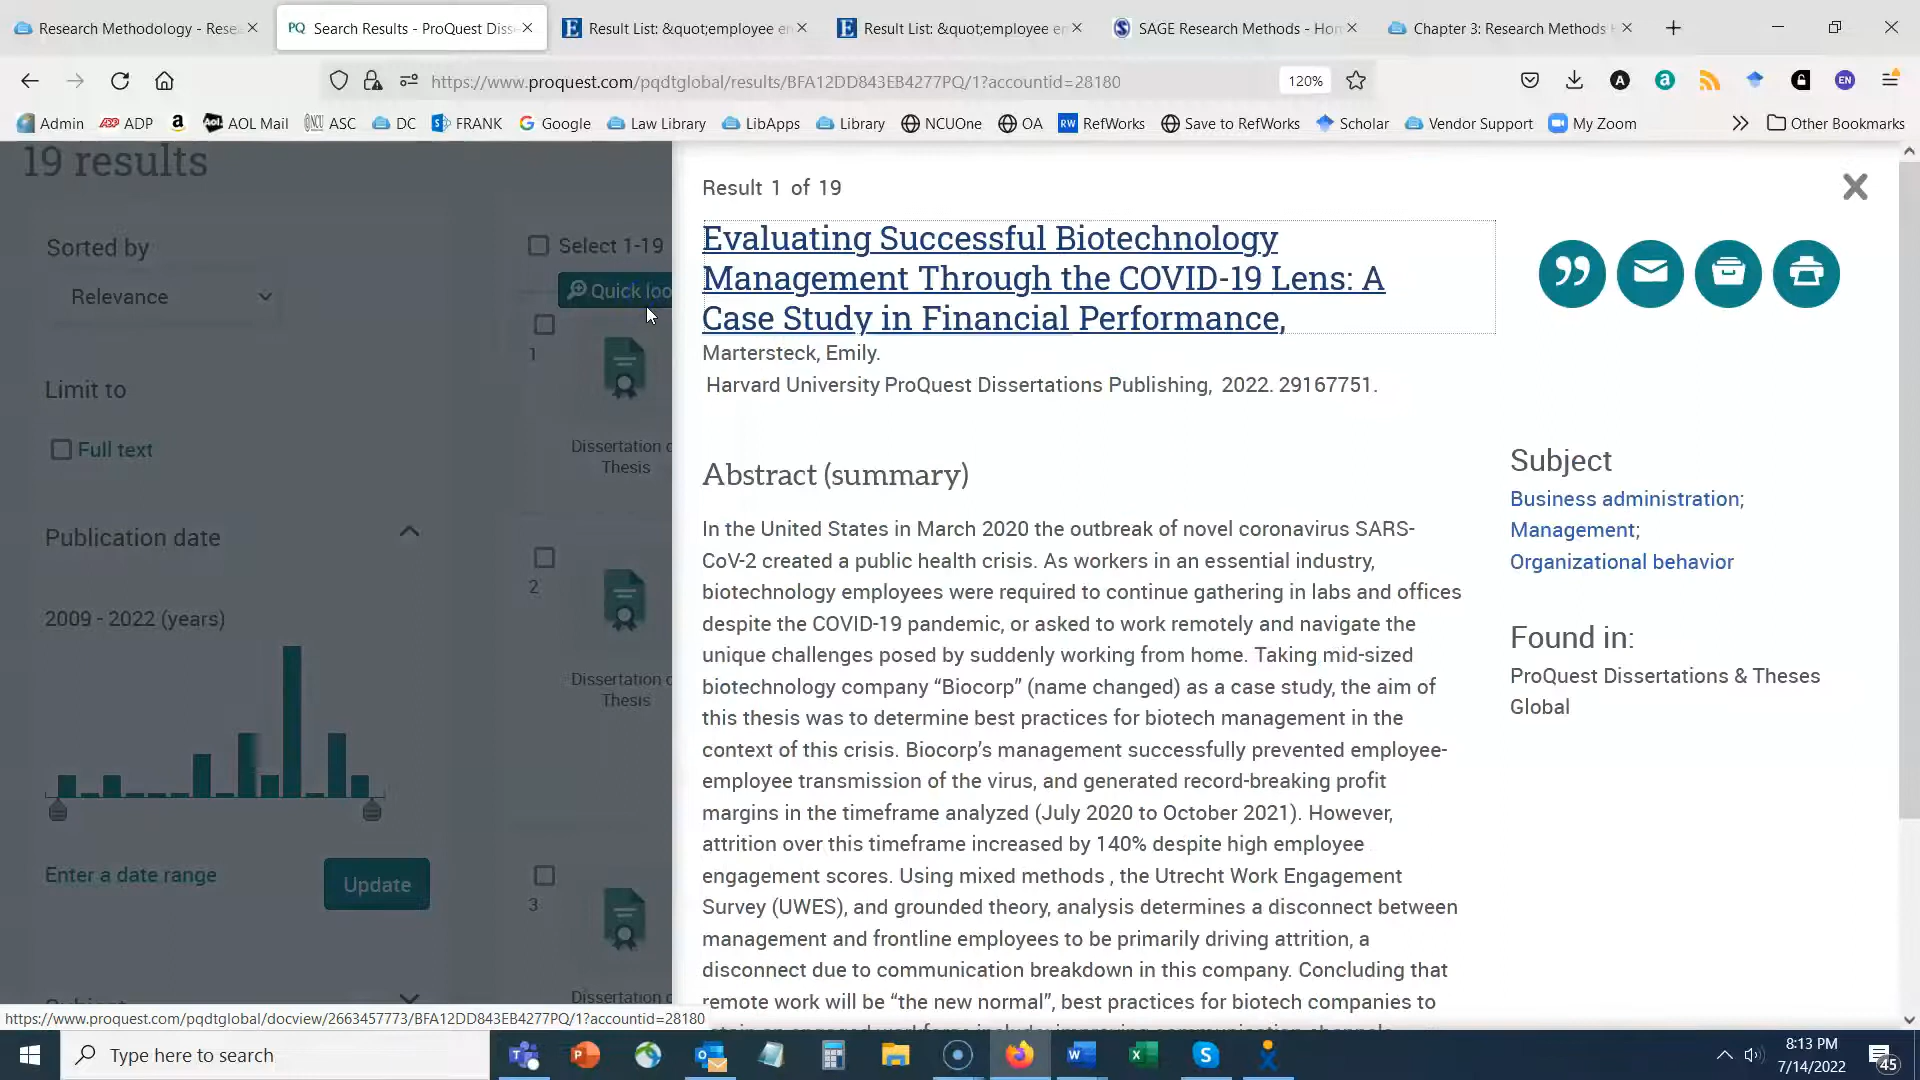 Research Methodology - Rese
PQ Search Results - ProQuest Diss
Result List: &quot;employee en
Result List: &quot;employee en
SAGE Research Methods - Hom
Chapter 3: Research Methods
https://www.proquest.com/pqdtglobal/results/BFA12DD843EB4277PQ/1?accountid=28180
120%
Admin
ADP
AOL Mail
ASC
DC
FRANK
Google
Law Library
LibApps
Library
NCUOne
OA
RefWorks
Save to RefWorks
Scholar
Vendor Support
My Zoom
Other Bookmarks
19 results
Sorted by
Relevance
Limit to
Full text
Publication date
2009 - 2022 (years)
Enter a date range
Update
Select 1-19
Quick loo
1
Dissertation o
Thesis
2
Dissertation o
Thesis
3
Dissertation o
Result 1 of 19
Evaluating Successful Biotechnology
Management Through the COVID-19 Lens: A
Case Study in Financial Performance,
Martersteck, Emily.
Harvard University ProQuest Dissertations Publishing, 2022. 29167751.
Abstract (summary)
In the United States in March 2020 the outbreak of novel coronavirus SARS-
CoV-2 created a public health crisis. As workers in an essential industry,
biotechnology employees were required to continue gathering in labs and offices
despite the COVID-19 pandemic, or asked to work remotely and navigate the
unique challenges posed by suddenly working from home. Taking mid-sized
biotechnology company “Biocorp” (name changed) as a case study, the aim of
this thesis was to determine best practices for biotech management in the
context of this crisis. Biocorp’s management successfully prevented employee-
employee transmission of the virus, and generated record-breaking profit
margins in the timeframe analyzed (July 2020 to October 2021). However,
attrition over this timeframe increased by 140% despite high employee
engagement scores. Using mixed methods , the Utrecht Work Engagement
Survey (UWES), and grounded theory, analysis determines a disconnect between
management and frontline employees to be primarily driving attrition, a
disconnect due to communication breakdown in this company. Concluding that
remote work will be “the new normal”, best practices for biotech companies to
Subject
Business administration;
Management;
Organizational behavior
Found in:
ProQuest Dissertations & Theses
Global
https://www.proquest.com/pqdtglobal/docview/2663457773/BFA12DD843EB4277PQ/1?accountid=28180
Type here to search
8:13 PM
7/14/2022
45